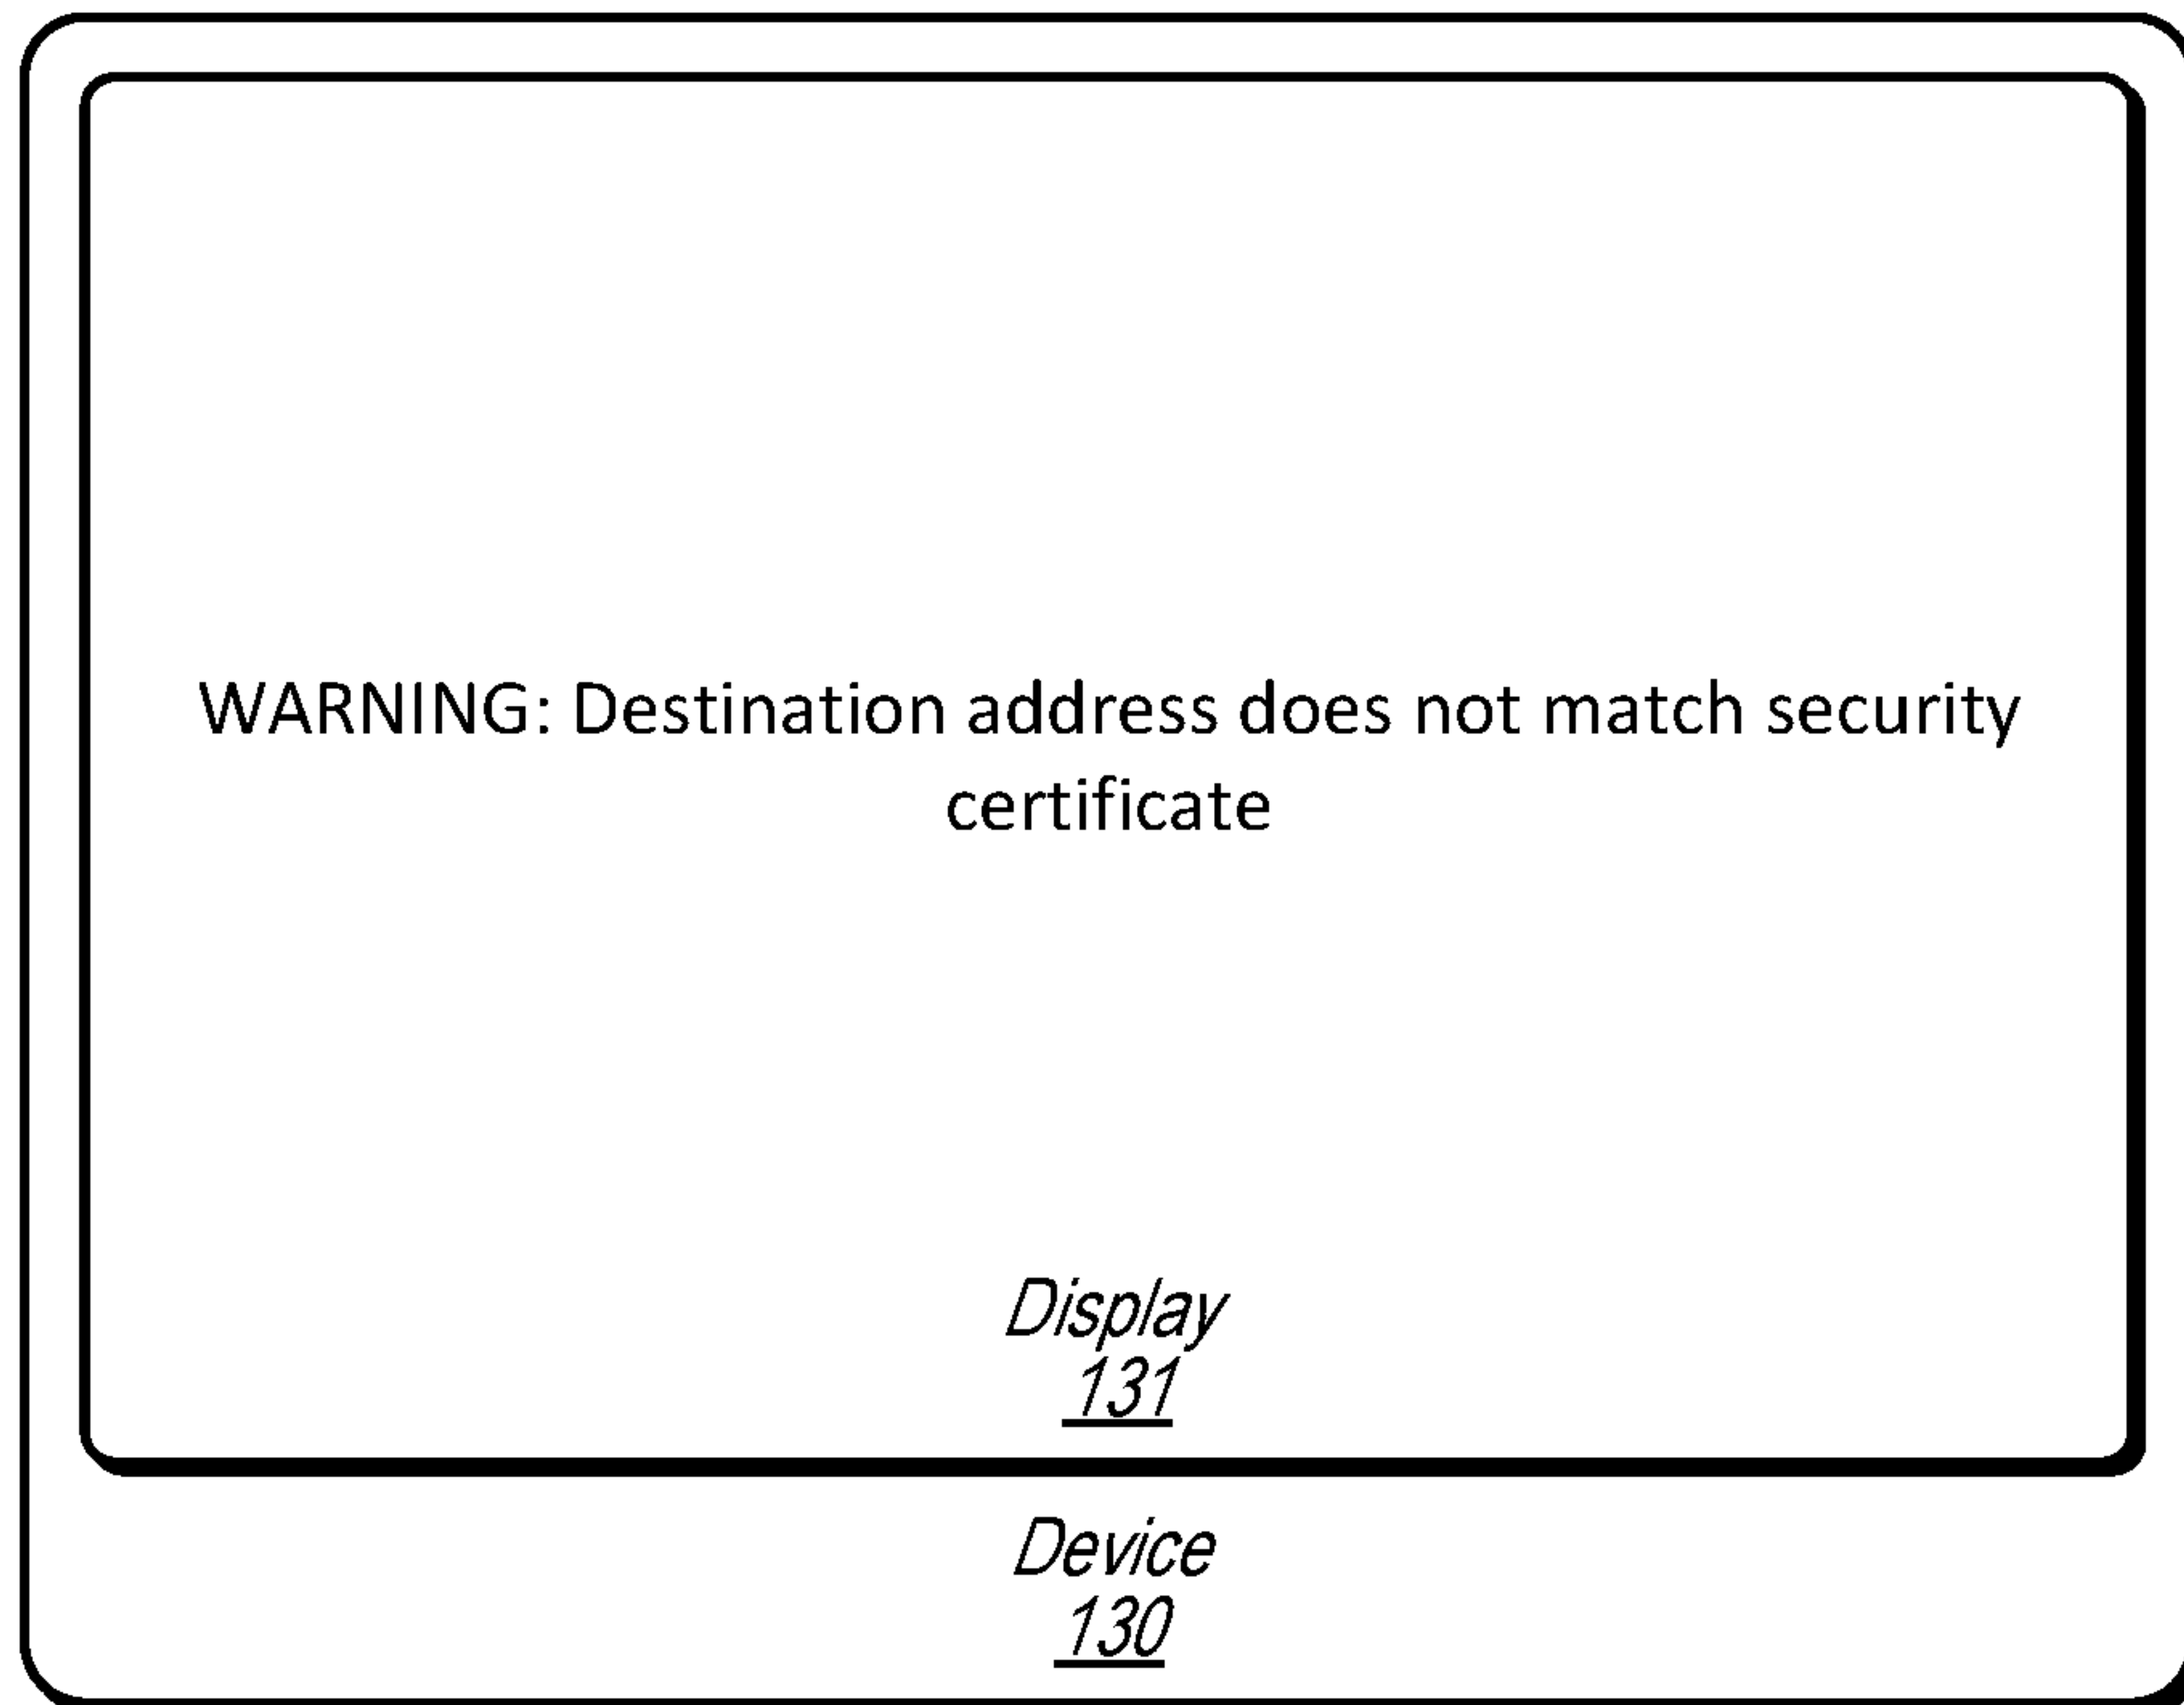 WARNING: Destination address does not match security
certificate
Display
131
Device
130